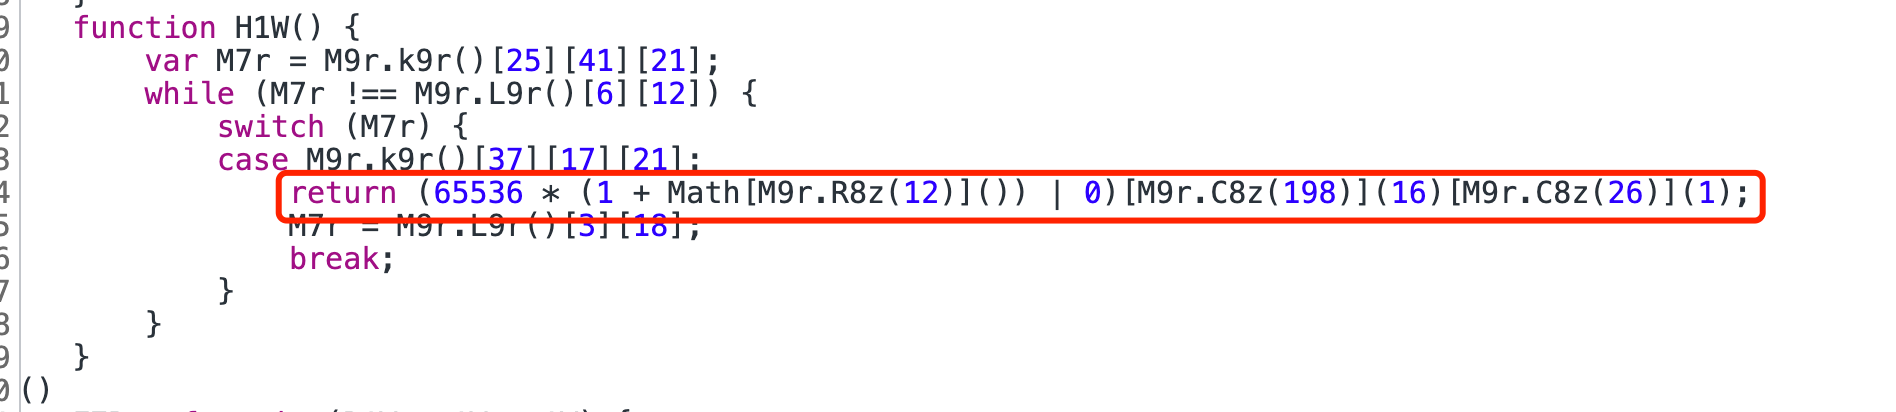 9 function H1W() {
0 var M7r = M9r.k9r()[25][41][21];
1 while (M7r !== M9r.L9r()[6][12]) {
2 switch (M7r) {
3 case M9r.k9r()[37][17][21]:
4 return (65536 * (1 + Math[M9r.R8z(12)]()) | 0)[M9r.C8z(198)](16)[M9r.C8z(26)](1);
5 M7r = M9r.L9r()[3][18];
6 break;
7 }
8 }
9 }
0 ()